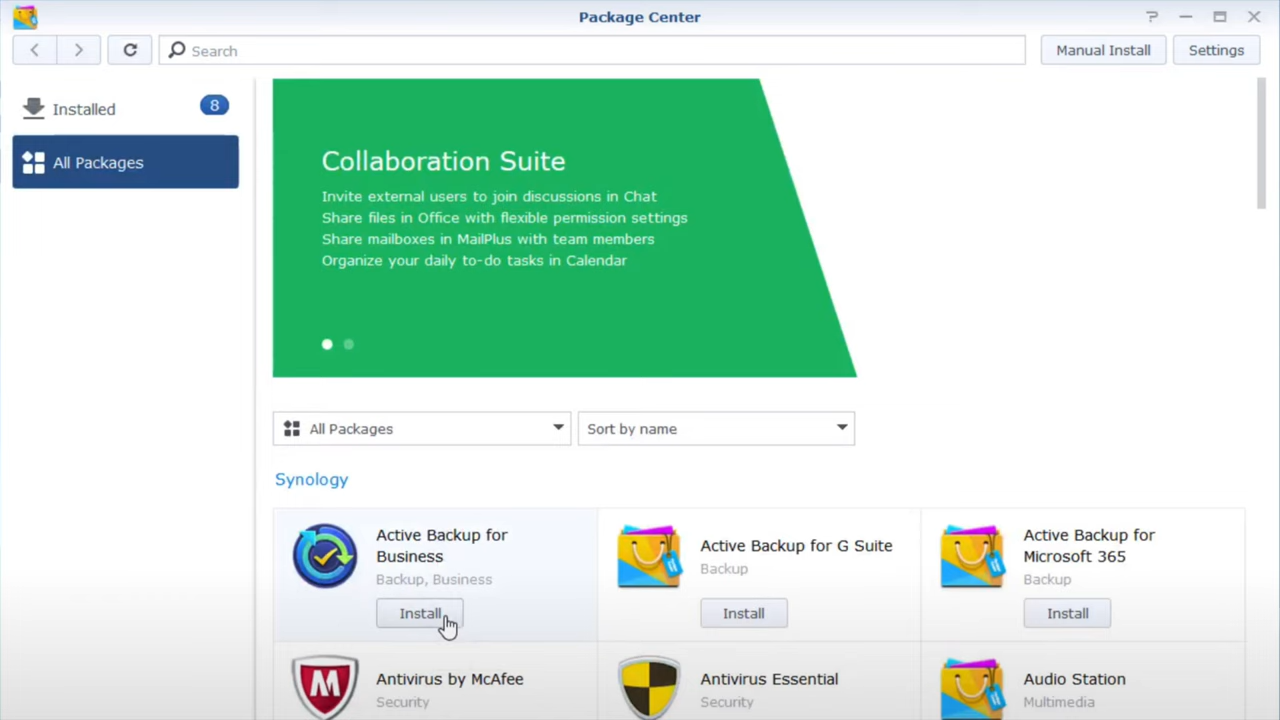 Package Center
Search
Manual Install
Settings
Installed
8
All Packages
Collaboration Suite
Invite external users to join discussions in Chat
Share files in Office with flexible permission settings
Share mailboxes in MailPlus with team members
Organize your daily to-do tasks in Calendar
All Packages
Sort by name
Synology
Active Backup for
Business
Backup, Business
Install
Active Backup for G Suite
Backup
Install
Active Backup for
Microsoft 365
Backup
Install
Antivirus by McAfee
Security
Antivirus Essential
Security
Audio Station
Multimedia